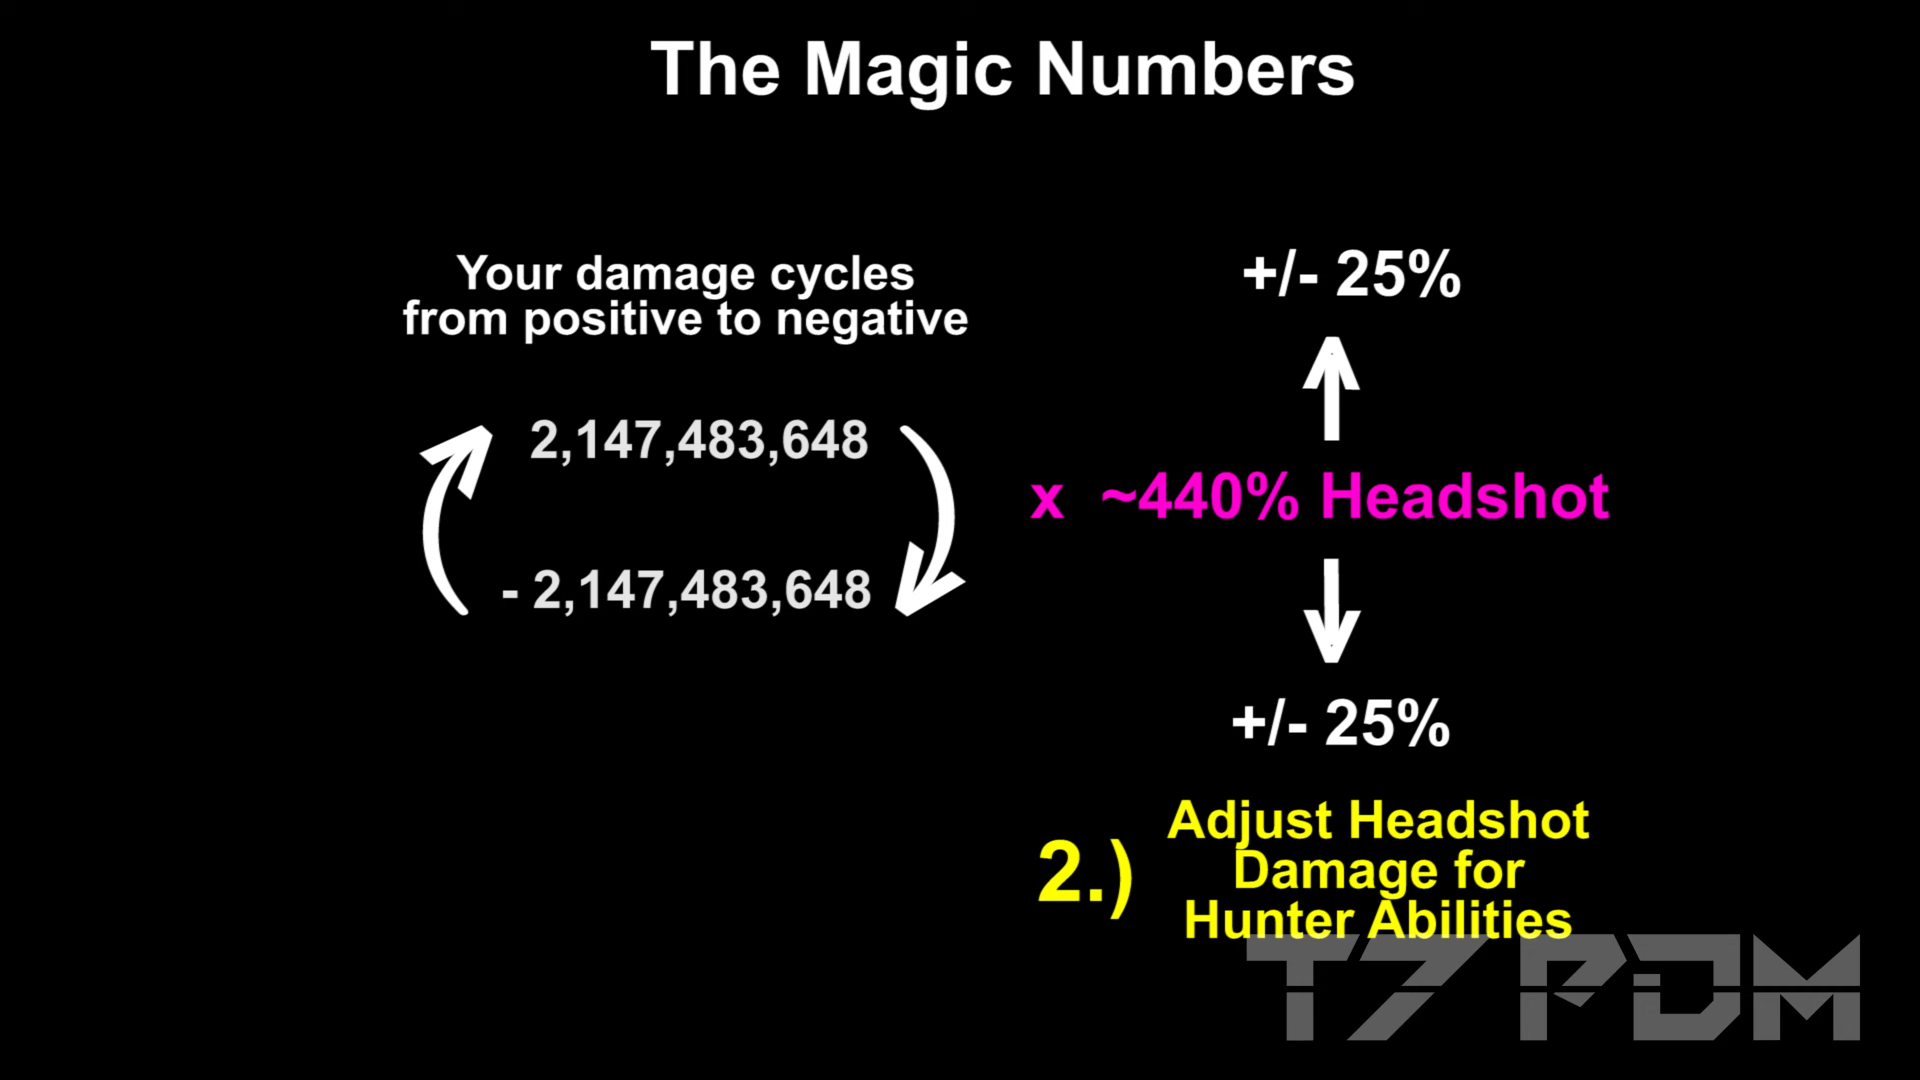 The Magic Numbers
Your damage cycles
from positive to negative
2,147,483,648
- 2,147,483,648
+/- 25%
x ~440% Headshot
+/- 25%
2.) Adjust Headshot
Damage for
Hunter Abilities
T7 PDM